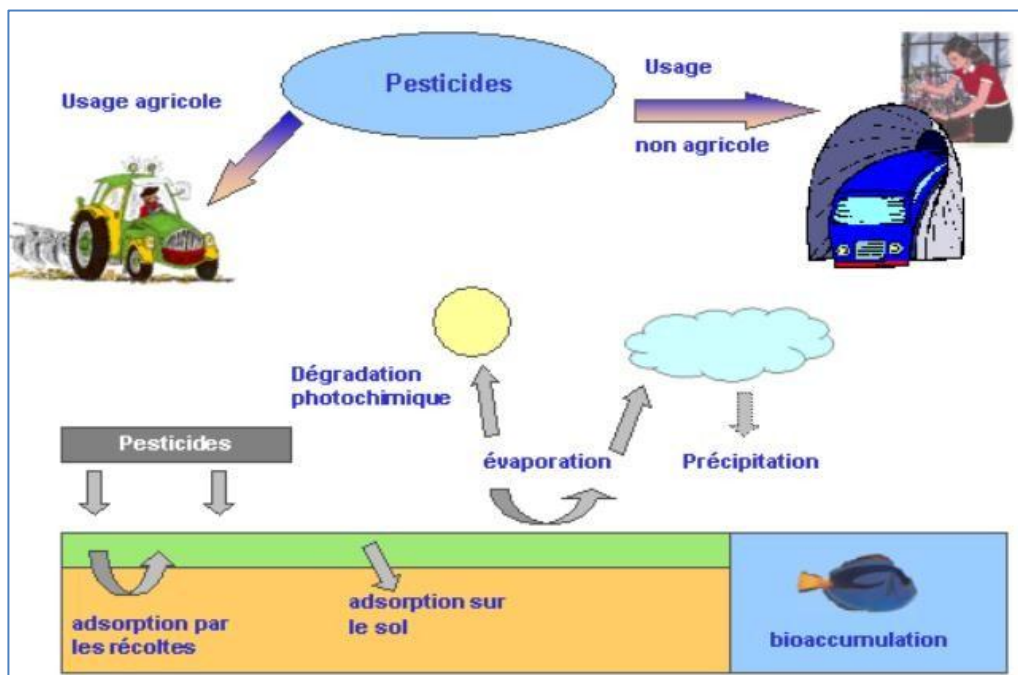 Pesticides
Usage agricole
Usage
non agricole
Dégradation
photochimique
Pesticides
évaporation
Précipitation
adsorption par
les récoltes
adsorption sur
le sol
bioaccumulation